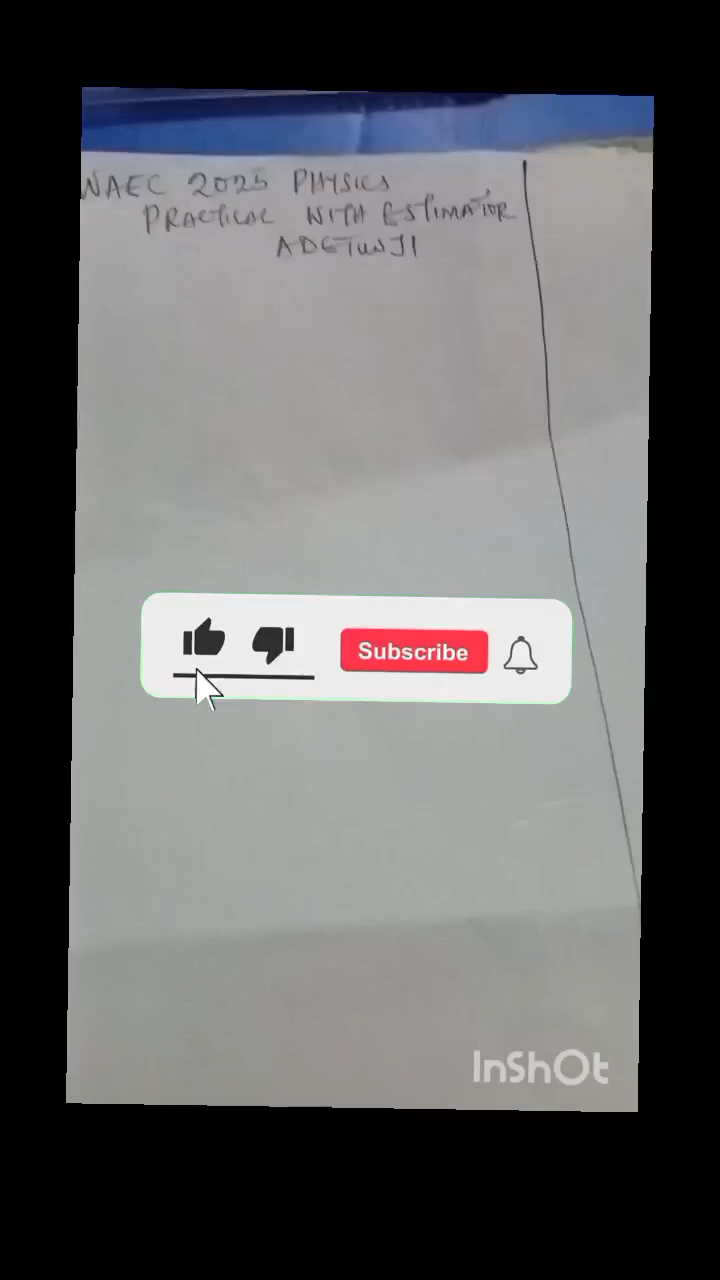 WAEC 2025 PHYSICS
PRACTICAL WITH ESTIMATOR
ADETUNJI
Subscribe
InShOt